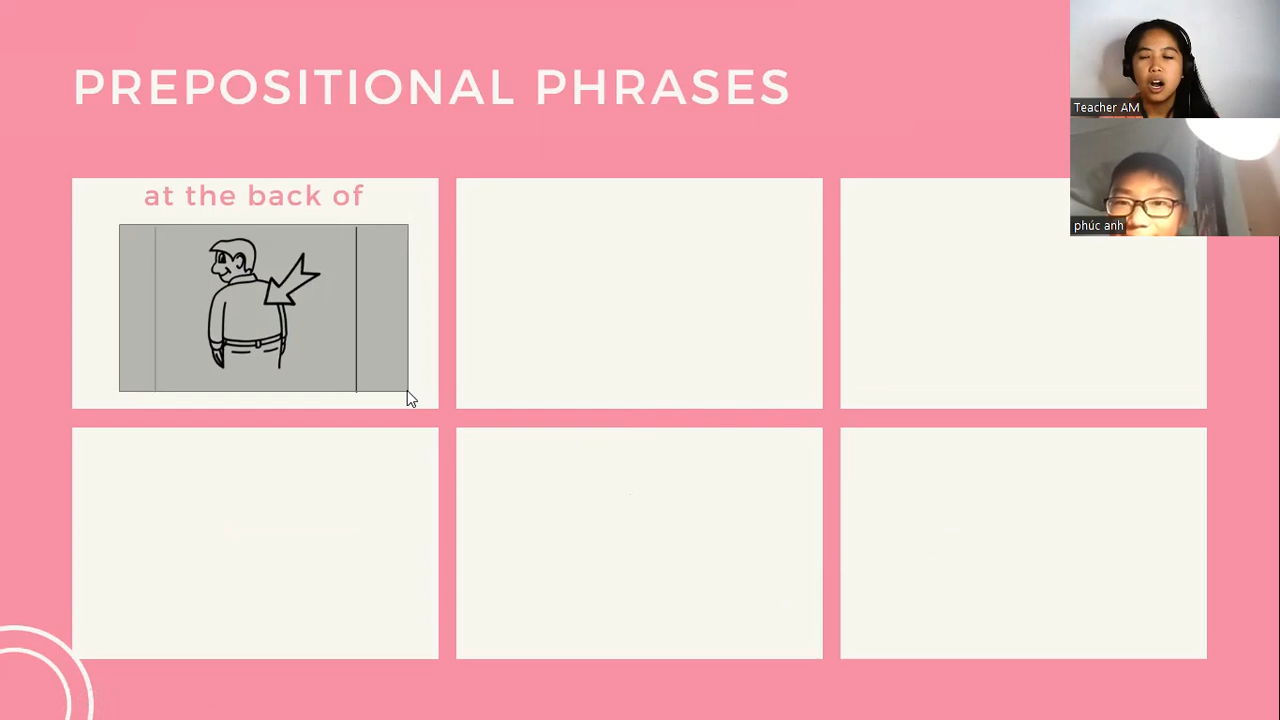 PREPOSITIONAL PHRASES
Teacher AM
at the back of
phúc anh